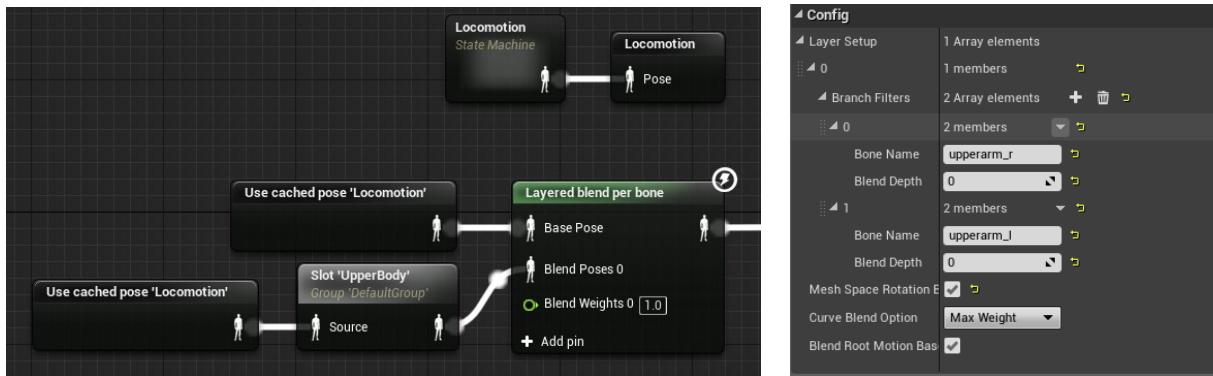 Locomotion
State Machine
Locomotion
Pose
Use cached pose 'Locomotion'
Layered blend per bone
Base Pose
Blend Poses 0
Blend Weights 0 1.0
Add pin
Slot 'UpperBody'
Group 'DefaultGroup'
Source
Use cached pose 'Locomotion'
Config
Layer Setup 1 Array elements
0 1 members
Branch Filters 2 Array elements
0 2 members
Bone Name upperarm_r
Blend Depth 0
1 2 members
Bone Name upperarm_l
Blend Depth 0
Mesh Space Rotation B
Curve Blend Option Max Weight
Blend Root Motion Bas